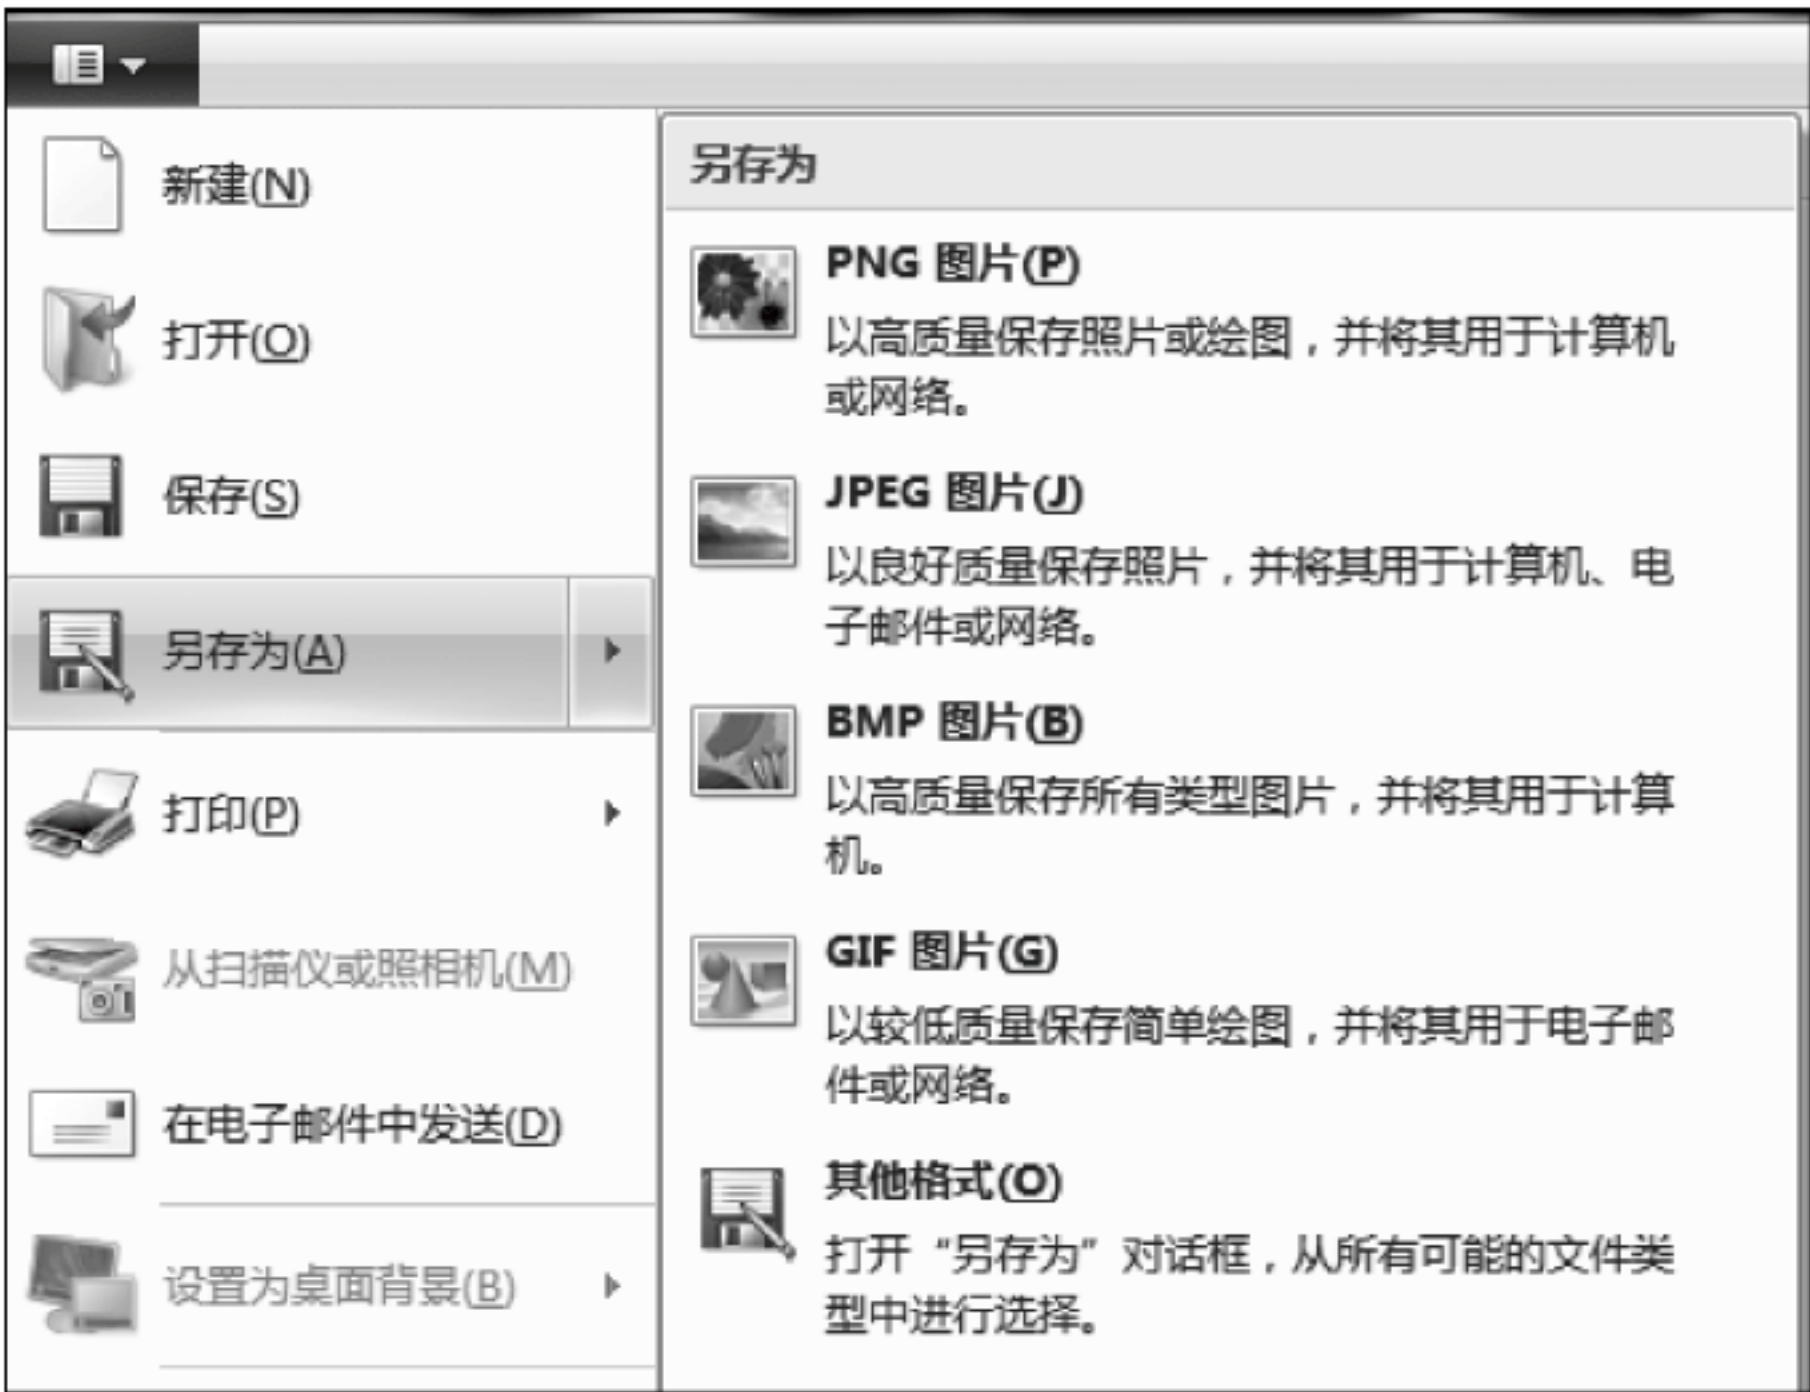 新建(N)
打开(O)
保存(S)
另存为(A)
打印(P)
从扫描仪或照相机(M)
在电子邮件中发送(D)
设置为桌面背景(B)
另存为
PNG 图片(P)
以高质量保存照片或绘图，并将其用于计算机
或网络。
JPEG 图片(J)
以良好质量保存照片，并将其用于计算机、电
子邮件或网络。
BMP 图片(B)
以高质量保存所有类型图片，并将其用于计算
机。
GIF 图片(G)
以较低质量保存简单绘图，并将其用于电子邮
件或网络。
其他格式(O)
打开“另存为”对话框，从所有可能的文件类
型中进行选择。